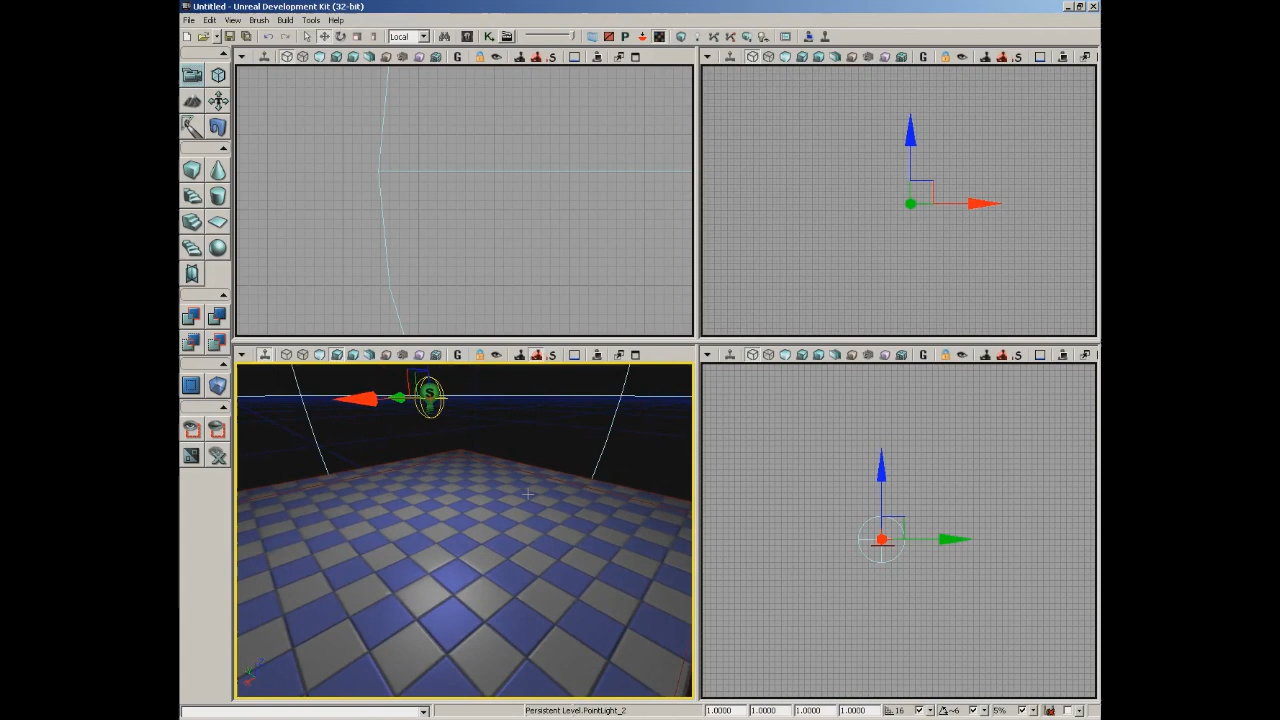 Untitled - Unreal Development Kit (32-bit)
File Edit View Brush Build Tools Help
Local
P
K
G S
G S
G S
G S
S
Persistent Level.PointLight_2
1.0000 1.0000 1.0000 1.0000
16
~6
5%